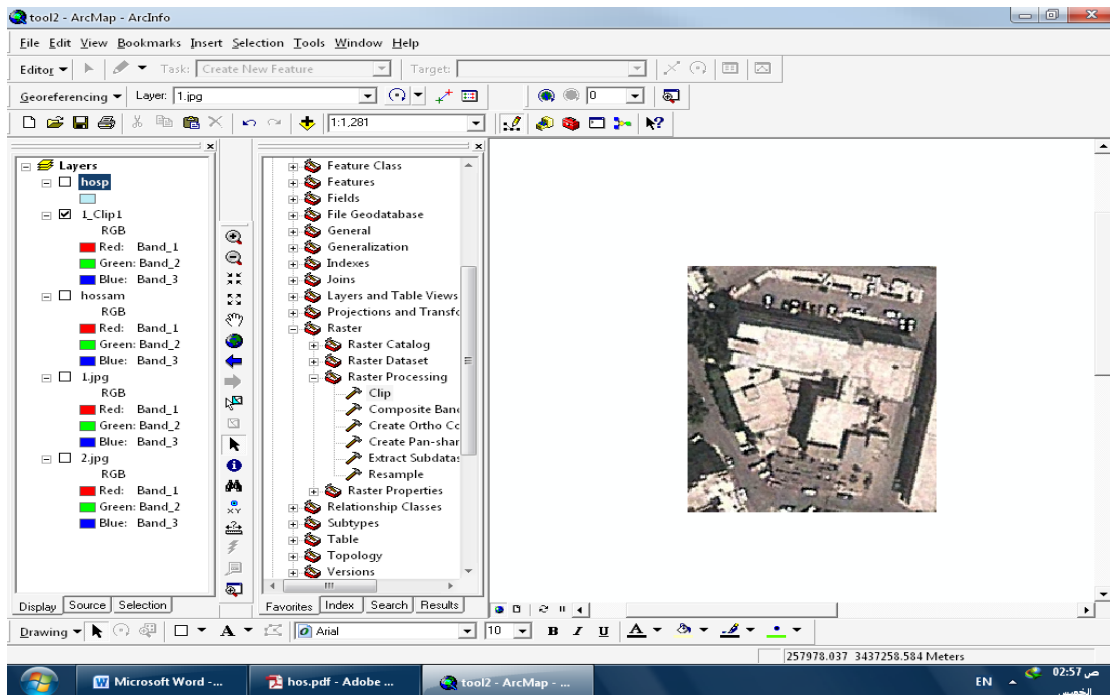 tool2 - ArcMap - ArcInfo
File Edit View Bookmarks Insert Selection Tools Window Help
Editor Task: Create New Feature Target:
Georeferencing Layer: 1.jpg 0
1:1,281
Layers
hosp
1_Clip1
RGB
Red: Band_1
Green: Band_2
Blue: Band_3
hossam
RGB
Red: Band_1
Green: Band_2
Blue: Band_3
1.jpg
RGB
Red: Band_1
Green: Band_2
Blue: Band_3
2.jpg
RGB
Red: Band_1
Green: Band_2
Blue: Band_3
Display Source Selection
Feature Class
Features
Fields
File Geodatabase
General
Generalization
Indexes
Joins
Layers and Table Views
Projections and Transfo
Raster
Raster Catalog
Raster Dataset
Raster Processing
Clip
Composite Band
Create Ortho Co
Create Pan-shar
Extract Subdatas
Resample
Raster Properties
Relationship Classes
Subtypes
Table
Topology
Versions
Favorites Index Search Results
Drawing A Arial 10 B I U A
257978.037 3437258.584 Meters
Microsoft Word -... hos.pdf - Adobe ... tool2 - ArcMap - ... EN 02:57 ص
الخميس